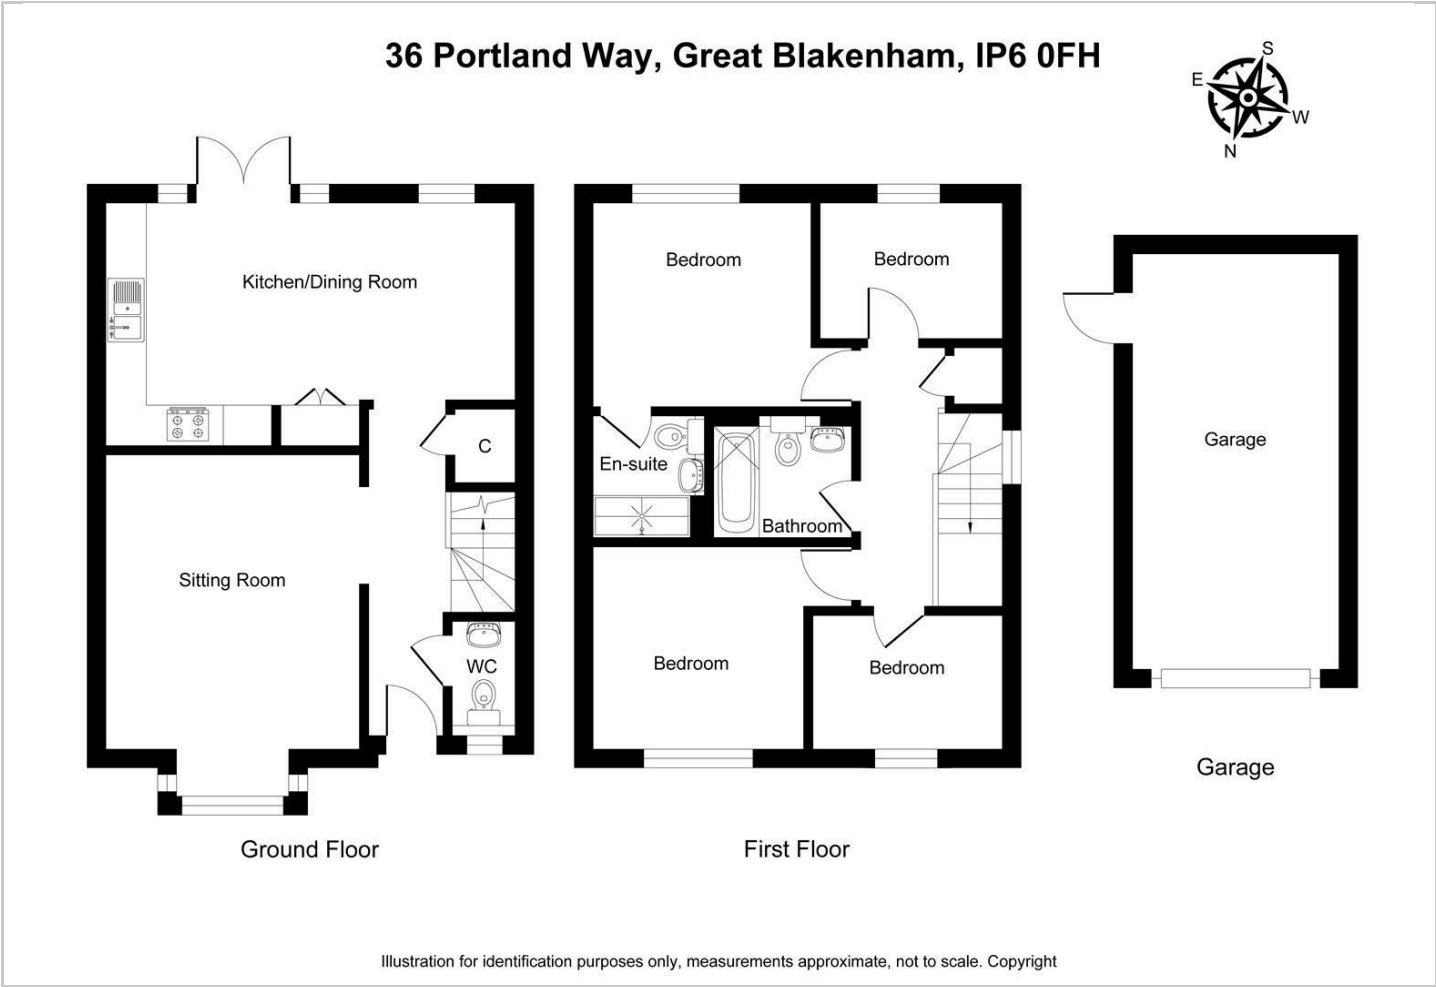 36 Portland Way, Great Blakenham, IP6 0FH
S
E
W
N
Kitchen/Dining Room
C
Sitting Room
WC
Ground Floor
Bedroom
Bedroom
En-suite
Bathroom
Bedroom
Bedroom
First Floor
Garage
Garage
Illustration for identification purposes only, measurements approximate, not to scale. Copyright